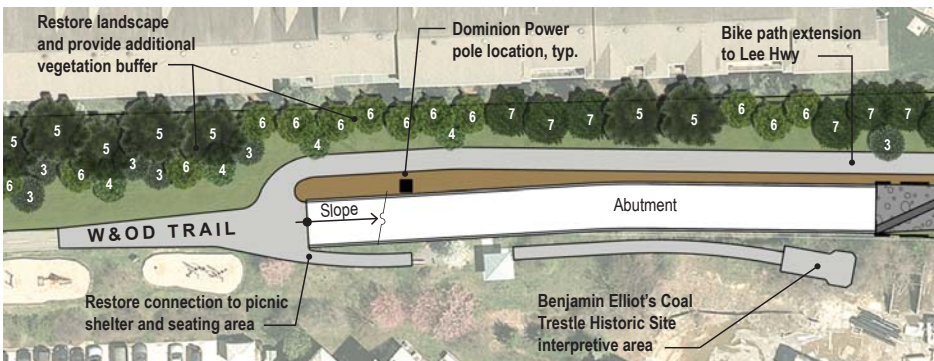 Restore landscape
and provide additional
vegetation buffer
Dominion Power
pole location, typ.
Bike path extension
to Lee Hwy
6 6 6 6 6 6 6 7 7 7 5 5 6 6 7 7 7
5 5 5 5 5 5 5 3 4 4 3
6 3 3 6 4 3 3 6 4
Slope
Abutment
W&OD TRAIL
Restore connection to picnic
shelter and seating area
Benjamin Elliot's Coal
Trestle Historic Site
interpretive area